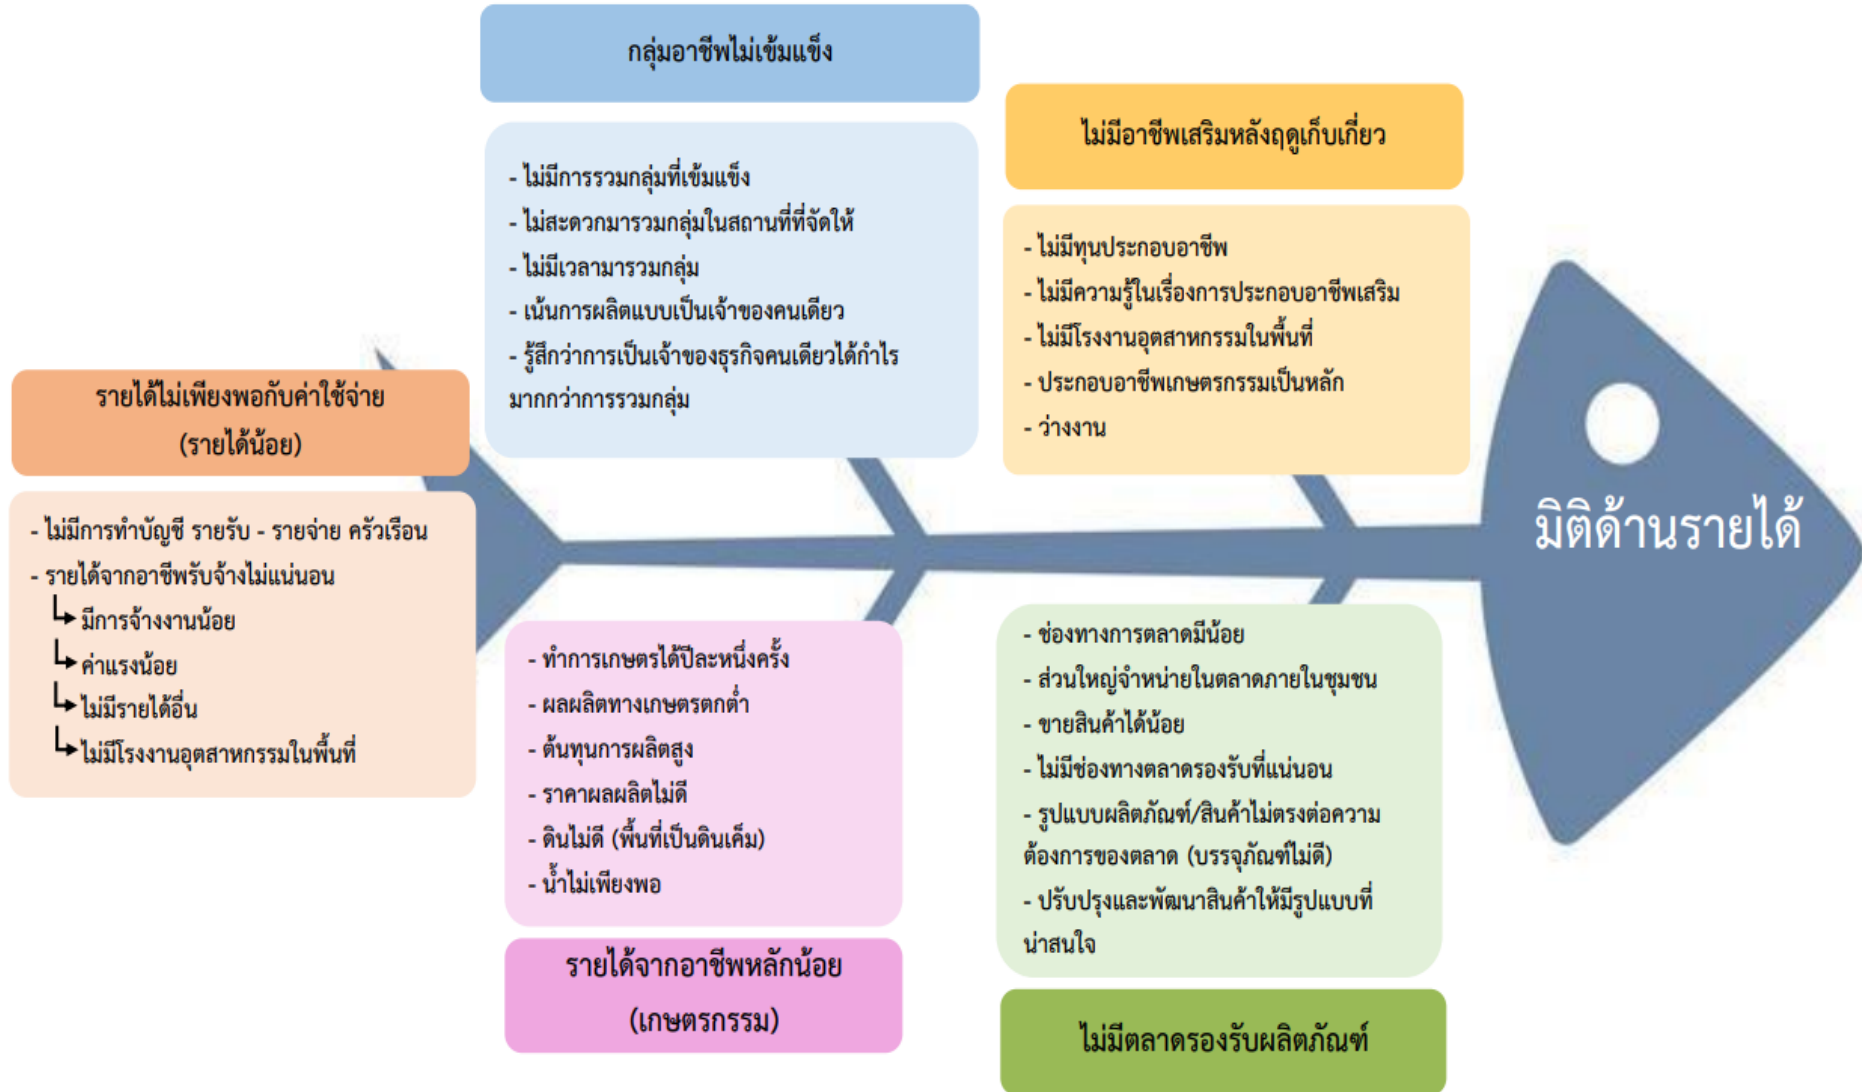 กลุ่มอาชีพไม่เข้มแข็ง
- ไม่มีการรวมกลุ่มที่เข้มแข็ง
- ไม่สะดวกมารวมกลุ่มในสถานที่ที่จัดให้
- ไม่มีเวลามารวมกลุ่ม
- เน้นการผลิตแบบเป็นเจ้าของคนเดียว
- รู้สึกว่าการเป็นเจ้าของธุรกิจคนเดียวได้กำไร
มากกว่าการรวมกลุ่ม
ไม่มีอาชีพเสริมหลังฤดูเก็บเกี่ยว
- ไม่มีทุนประกอบอาชีพ
- ไม่มีความรู้ในเรื่องการประกอบอาชีพเสริม
- ไม่มีโรงงานอุตสาหกรรมในพื้นที่
- ประกอบอาชีพเกษตรกรรมเป็นหลัก
- ว่างงาน
รายได้ไม่เพียงพอกับค่าใช้จ่าย
(รายได้น้อย)
- ไม่มีการทำบัญชี รายรับ - รายจ่าย ครัวเรือน
- รายได้จากอาชีพรับจ้างไม่แน่นอน
มีการจ้างงานน้อย
ค่าแรงน้อย
ไม่มีรายได้อื่น
ไม่มีโรงงานอุตสาหกรรมในพื้นที่
มิติด้านรายได้
- ทำการเกษตรได้ปีละหนึ่งครั้ง
- ผลผลิตทางเกษตรตกต่ำ
- ต้นทุนการผลิตสูง
- ราคาผลผลิตไม่ดี
- ดินไม่ดี (พื้นที่เป็นดินเค็ม)
- น้ำไม่เพียงพอ
รายได้จากอาชีพหลักน้อย
(เกษตรกรรม)
- ช่องทางการตลาดมีน้อย
- ส่วนใหญ่จำหน่ายในตลาดภายในชุมชน
- ขายสินค้าได้น้อย
- ไม่มีช่องทางตลาดรองรับที่แน่นอน
- รูปแบบผลิตภัณฑ์/สินค้าไม่ตรงต่อความ
ต้องการของตลาด (บรรจุภัณฑ์ไม่ดี)
- ปรับปรุงและพัฒนาสินค้าให้มีรูปแบบที่
น่าสนใจ
ไม่มีตลาดรองรับผลิตภัณฑ์